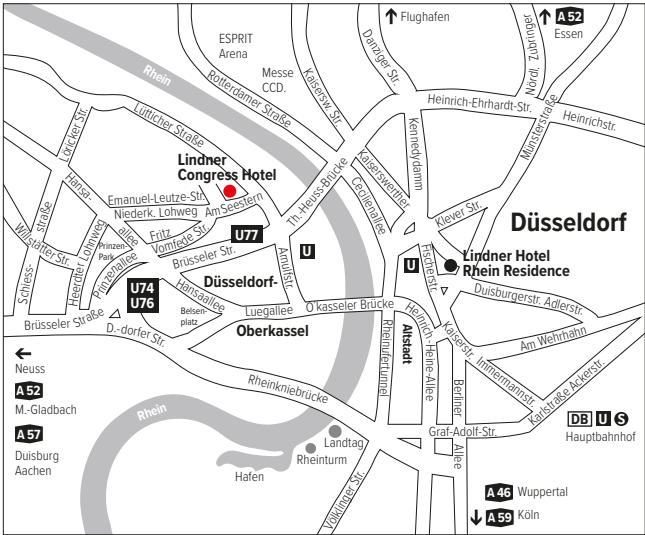 Flughafen
A 52
Essen
ESPRIT
Arena
Messe
CCD.
Rhein
Rotterdamer Straße
Kaisersw. Str.
Danziger Str.
Nördl. Zubringer
Heinrich-Ehrhardt-Str.
Heinrichstr.
Münsterstraße
Kennedydamm
Lütticher Straße
Löricker Str.
Lindner
Congress Hotel
Kaiserswerther
Cecilienallee
Th.-Heuss-Brücke
Hansa-
allee
Emanuel-Leutze-Str.
Niederk. Lohweg
Am Seestern
Fritz
Vomfede Str.
U77
Klever Str.
Düsseldorf
Willstätter Str.
Schiess-
straße
Heerdter Lohnweg
Prinzen-
Park
Prinzenallee
Brüsseler Str.
Arnulfstr.
U
U
Fischerstr.
Lindner Hotel
Rhein Residence
U74
U76
Hansaallee
Düsseldorf-
Oberkassel
Duisburgerstr. Adlerstr.
Belsen-
platz
Luegallee
O'kasseler Brücke
Brüsseler Straße
D.-dorfer Str.
Rheinufertunnel
Altstadt
Heinrich-Heine-Allee
Kaiserstr.
Am Wehrhahn
Immermannstr.
Karlstraße Ackerstr.
Neuss
A 52
M.-Gladbach
A 57
Duisburg
Aachen
Rheinkniebrücke
Rhein
Berliner
Allee
Graf-Adolf-Str.
DB U S
Hauptbahnhof
Landtag
Rheinturm
Hafen
Völklinger Str.
A 46 Wuppertal
A 59 Köln